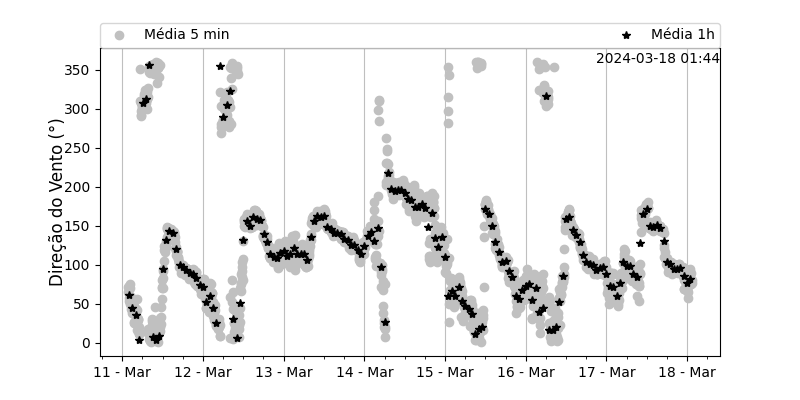 Média 5 min
Média 1h
2024-03-18 01:44
Direção do Vento (°)
350
300
250
200
150
100
50
0
11 - Mar
12 - Mar
13 - Mar
14 - Mar
15 - Mar
16 - Mar
17 - Mar
18 - Mar